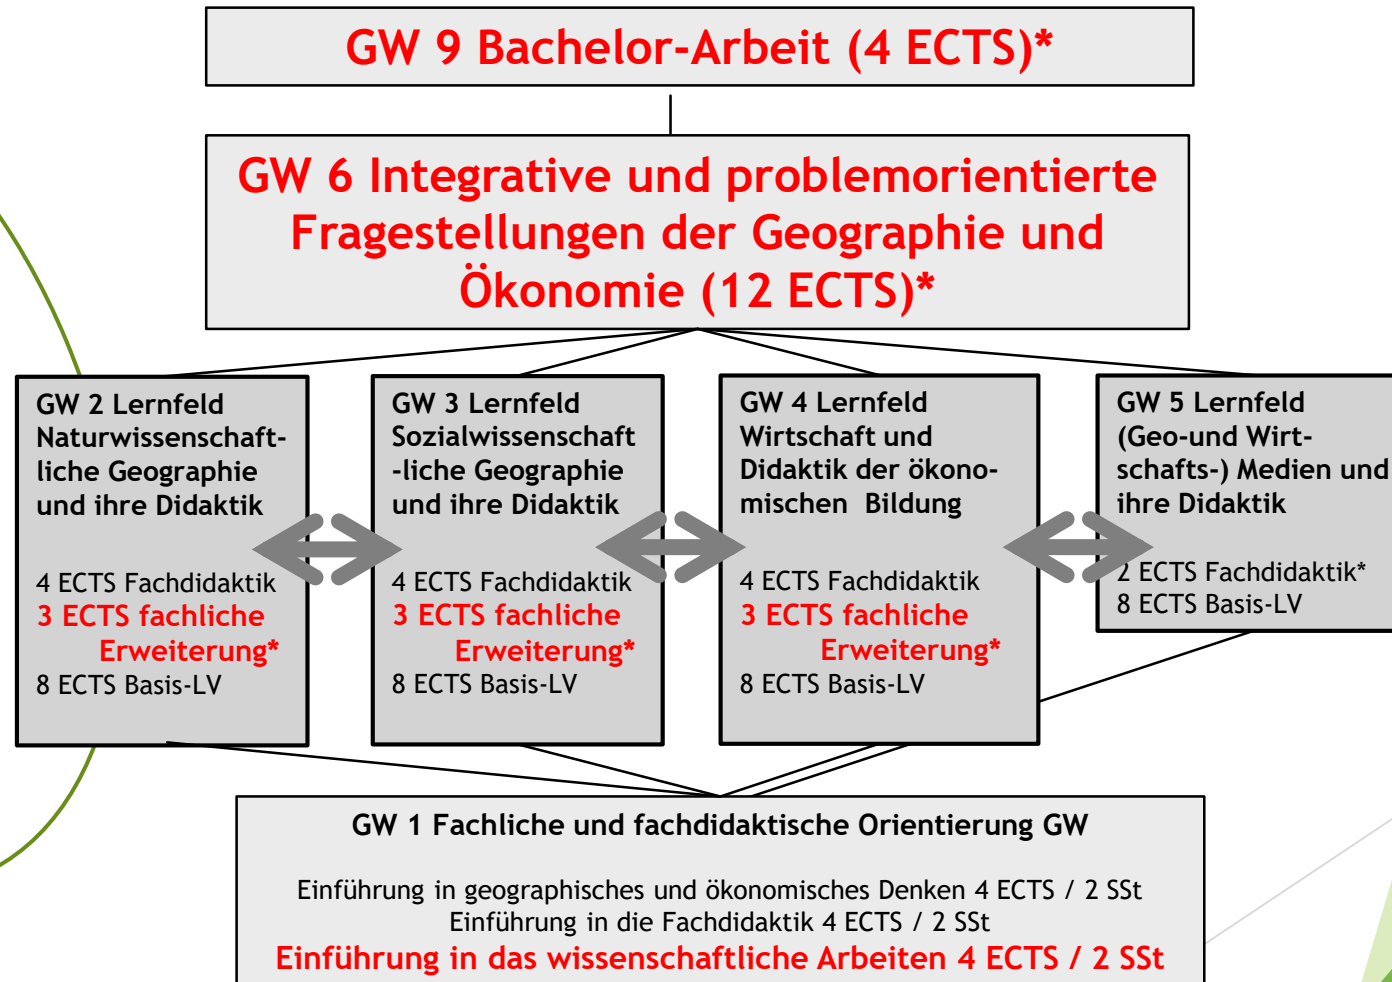 GW 9 Bachelor-Arbeit (4 ECTS)*
GW 6 Integrative und problemorientierte
Fragestellungen der Geographie und
Ökonomie (12 ECTS)*
GW 2 Lernfeld
Naturwissenschaft-
liche Geographie
und ihre Didaktik
4 ECTS Fachdidaktik
3 ECTS fachliche
Erweiterung*
8 ECTS Basis-LV
GW 3 Lernfeld
Sozialwissenschaft
-liche Geographie
und ihre Didaktik
4 ECTS Fachdidaktik
3 ECTS fachliche
Erweiterung*
8 ECTS Basis-LV
GW 4 Lernfeld
Wirtschaft und
Didaktik der ökono-
mischen Bildung
4 ECTS Fachdidaktik
3 ECTS fachliche
Erweiterung*
8 ECTS Basis-LV
GW 5 Lernfeld
(Geo-und Wirt-
schafts-) Medien und
ihre Didaktik
2 ECTS Fachdidaktik*
8 ECTS Basis-LV
GW 1 Fachliche und fachdidaktische Orientierung GW
Einführung in geographisches und ökonomisches Denken 4 ECTS / 2 SSt
Einführung in die Fachdidaktik 4 ECTS / 2 SSt
Einführung in das wissenschaftliche Arbeiten 4 ECTS / 2 SSt